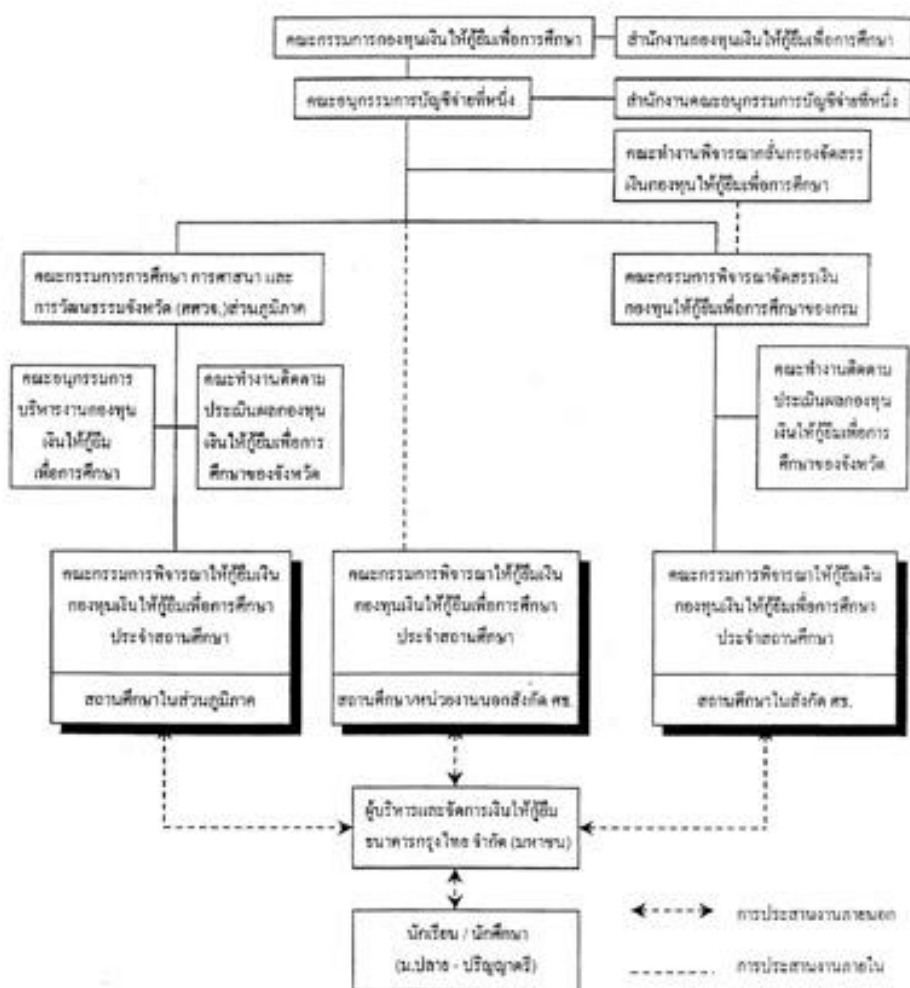 คณะกรรมการกองทุนเงินให้กู้ยืมเพื่อการศึกษา
สำนักงานกองทุนเงินให้กู้ยืมเพื่อการศึกษา
คณะอนุกรรมการบัญชีจ่ายที่หนึ่ง
สำนักงานคณะอนุกรรมการบัญชีจ่ายที่หนึ่ง
คณะทำงานพิจารณากลั่นกรองจัดสรร
เงินกองทุนให้กู้ยืมเพื่อการศึกษา
คณะกรรมการการศึกษา การศาสนา และ
การวัฒนธรรมจังหวัด (สศวจ.)ส่วนภูมิภาค
คณะกรรมการพิจารณาจัดสรรเงิน
กองทุนให้กู้ยืมเพื่อการศึกษาของกรม
คณะอนุกรรมการ
บริหารงานกองทุน
เงินให้กู้ยืม
เพื่อการศึกษา
คณะทำงานติดตาม
ประเมินผลกองทุน
เงินให้กู้ยืมเพื่อการ
ศึกษาของจังหวัด
คณะทำงานติดตาม
ประเมินผลกองทุน
เงินให้กู้ยืมเพื่อการ
ศึกษาของจังหวัด
คณะกรรมการพิจารณาให้กู้ยืมเงิน
กองทุนเงินให้กู้ยืมเพื่อการศึกษา
ประจำสถานศึกษา
สถานศึกษาในส่วนภูมิภาค
คณะกรรมการพิจารณาให้กู้ยืมเงิน
กองทุนเงินให้กู้ยืมเพื่อการศึกษา
ประจำสถานศึกษา
สถานศึกษา/หน่วยงานนอกสังกัด ศธ.
คณะกรรมการพิจารณาให้กู้ยืมเงิน
กองทุนเงินให้กู้ยืมเพื่อการศึกษา
ประจำสถานศึกษา
สถานศึกษาในสังกัด ศธ.
ผู้บริหารและจัดการเงินให้กู้ยืม
ธนาคารกรุงไทย จำกัด (มหาชน)
นักเรียน / นักศึกษา
(ม.ปลาย - ปริญญาตรี)
การประสานงานภายนอก
การประสานงานภายใน